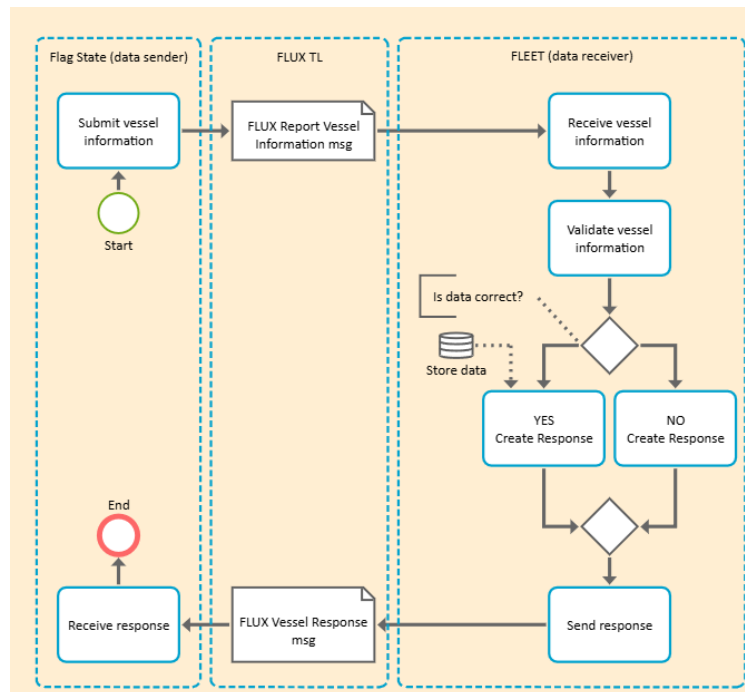 Flag State (data sender)
FLUX TL
FLEET (data receiver)
Submit vessel
information
FLUX Report Vessel
Information msg
Receive vessel
information
Start
Validate vessel
information
Is data correct?
Store data
YES
Create Response
NO
Create Response
End
Receive response
FLUX Vessel Response
msg
Send response